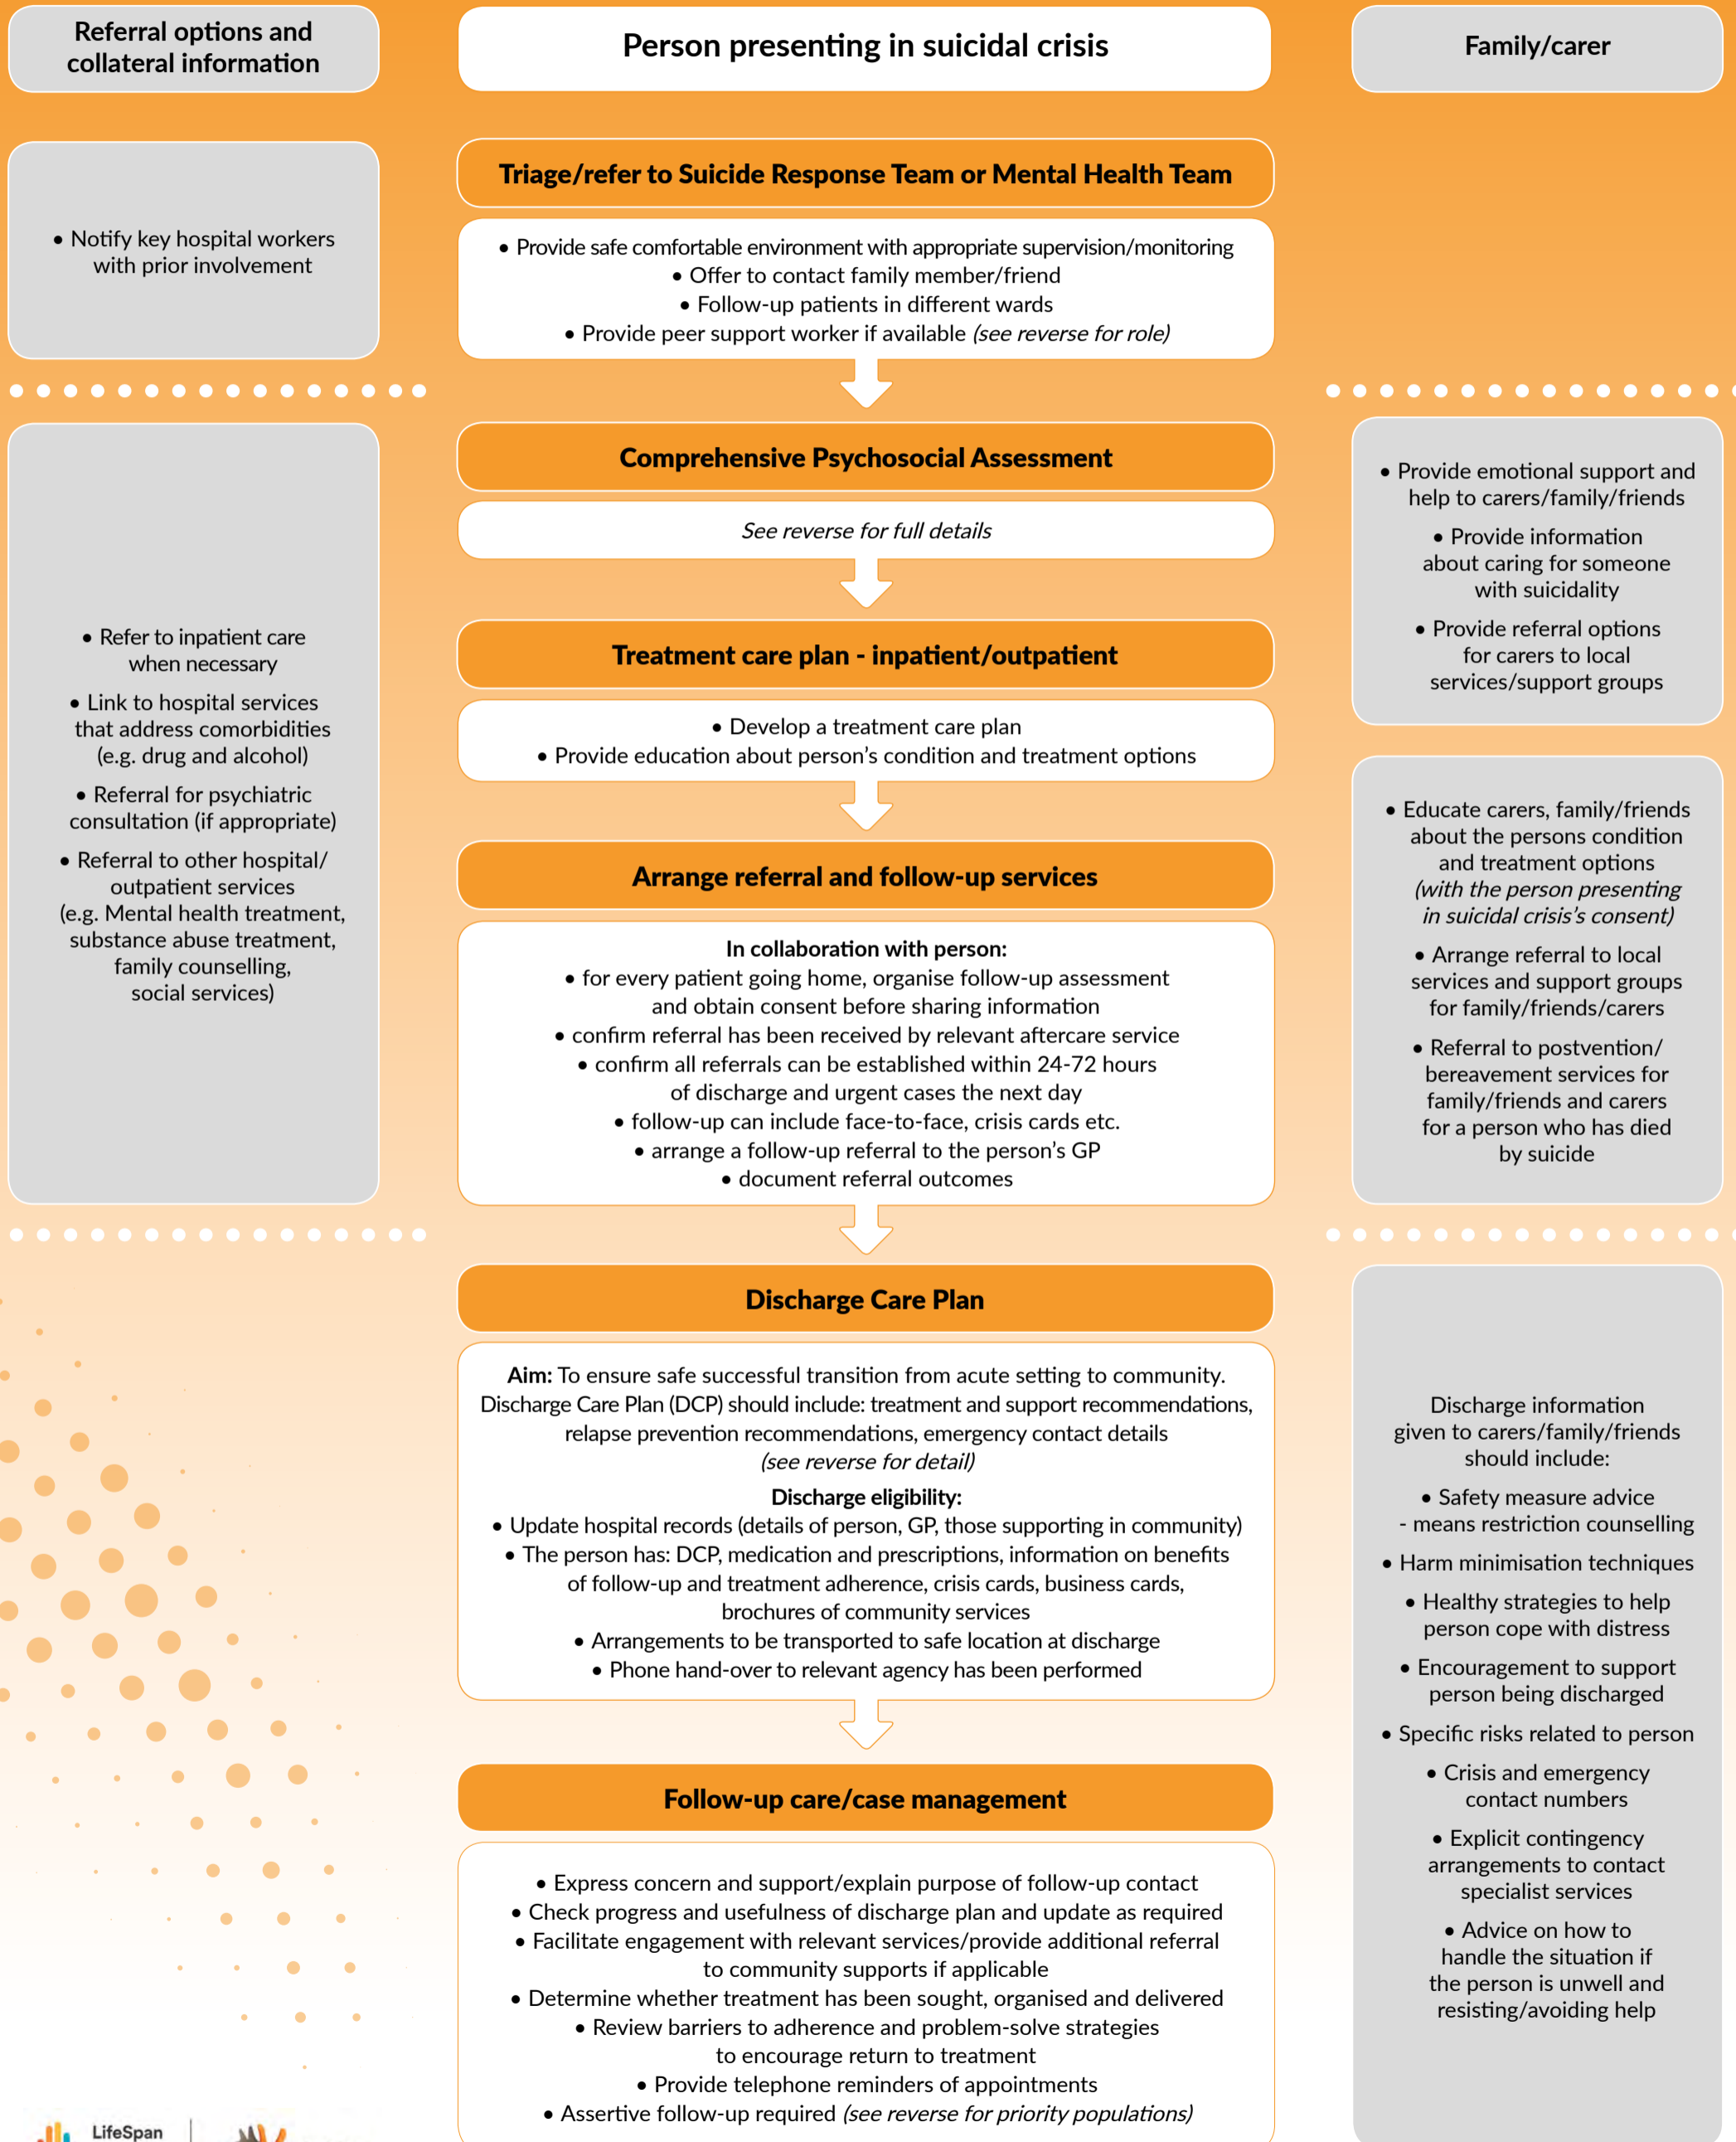 Referral options and
collateral information
Person presenting in suicidal crisis
Family/carer
• Notify key hospital workers
with prior involvement
Triage/refer to Suicide Response Team or Mental Health Team
• Provide safe comfortable environment with appropriate supervision/monitoring
• Offer to contact family member/friend
• Follow-up patients in different wards
• Provide peer support worker if available (see reverse for role)
• Refer to inpatient care
when necessary
• Link to hospital services
that address comorbidities
(e.g. drug and alcohol)
• Referral for psychiatric
consultation (if appropriate)
• Referral to other hospital/
outpatient services
(e.g. Mental health treatment,
substance abuse treatment,
family counselling,
social services)
Comprehensive Psychosocial Assessment
See reverse for full details
Treatment care plan - inpatient/outpatient
• Develop a treatment care plan
• Provide education about person's condition and treatment options
Arrange referral and follow-up services
In collaboration with person:
• for every patient going home, organise follow-up assessment
and obtain consent before sharing information
• confirm referral has been received by relevant aftercare service
• confirm all referrals can be established within 24-72 hours
of discharge and urgent cases the next day
• follow-up can include face-to-face, crisis cards etc.
• arrange a follow-up referral to the person's GP
• document referral outcomes
• Provide emotional support and
help to carers/family/friends
• Provide information
about caring for someone
with suicidality
• Provide referral options
for carers to local
services/support groups
• Educate carers, family/friends
about the persons condition
and treatment options
(with the person presenting
in suicidal crisis's consent)
• Arrange referral to local
services and support groups
for family/friends/carers
• Referral to postvention/
bereavement services for
family/friends and carers
for a person who has died
by suicide
Discharge Care Plan
Aim: To ensure safe successful transition from acute setting to community.
Discharge Care Plan (DCP) should include: treatment and support recommendations,
relapse prevention recommendations, emergency contact details
(see reverse for detail)
Discharge eligibility:
• Update hospital records (details of person, GP, those supporting in community)
• The person has: DCP, medication and prescriptions, information on benefits
of follow-up and treatment adherence, crisis cards, business cards,
brochures of community services
• Arrangements to be transported to safe location at discharge
• Phone hand-over to relevant agency has been performed
Follow-up care/case management
• Express concern and support/explain purpose of follow-up contact
• Check progress and usefulness of discharge plan and update as required
• Facilitate engagement with relevant services/provide additional referral
to community supports if applicable
• Determine whether treatment has been sought, organised and delivered
• Review barriers to adherence and problem-solve strategies
to encourage return to treatment
• Provide telephone reminders of appointments
• Assertive follow-up required (see reverse for priority populations)
Discharge information
given to carers/family/friends
should include:
• Safety measure advice
- means restriction counselling
• Harm minimisation techniques
• Healthy strategies to help
person cope with distress
• Encouragement to support
person being discharged
• Specific risks related to person
• Crisis and emergency
contact numbers
• Explicit contingency
arrangements to contact
specialist services
• Advice on how to
handle the situation if
the person is unwell and
resisting/avoiding help
LifeSpan